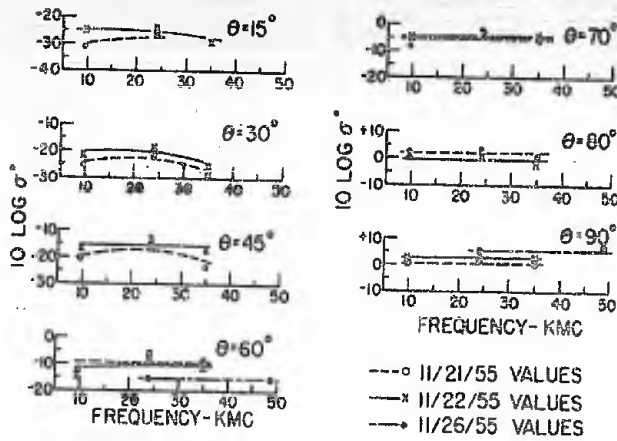 -20
-30
-40
10 20 30 40 50
θ=15°
-10
-20
-30
10 20 30 40 50
θ=30°
10 LOG σ°
-10
-20
-30
10 20 30 40 50
θ=45°
0
-10
-20
10 20 30 40 50
θ=60°
FREQUENCY-KMC
0
-10
-20
10 20 30 40 50
θ=70°
+10
0
-10
10 20 30 40 50
θ=80°
10 LOG σ°
+10
0
-10
10 20 30 40 50
θ=90°
FREQUENCY-KMC
11/21/55 VALUES
11/22/55 VALUES
11/26/55 VALUES